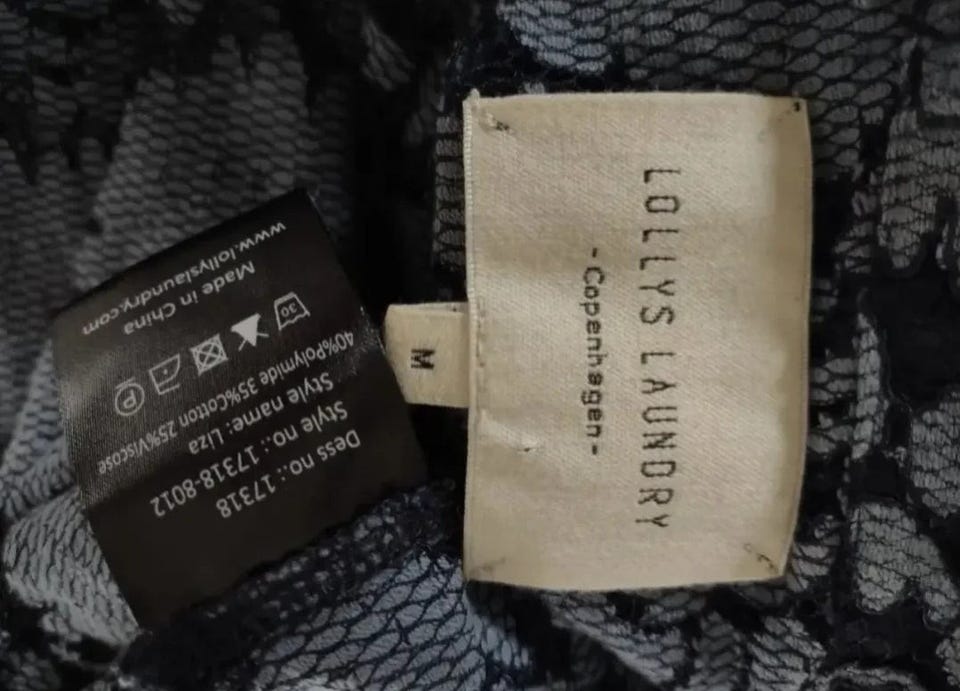 LOLLYS LAUNDRY
-Copenhagen-
M
Dess no.: 17318
Style no.: 17318-8012
Style name: Liza
40%Polymide 35%Cotton 25%viscose
30
P
Made in China
www.lollyslaundry.com